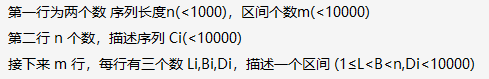 第一行为两个数 序列长度n(<1000)，区间个数m(<10000)
第二行 n 个数，描述序列 Ci(<10000)
接下来 m 行，每行有三个数 Li,Bi,Di，描述一个区间 (1≤L<B<n,Di<10000)